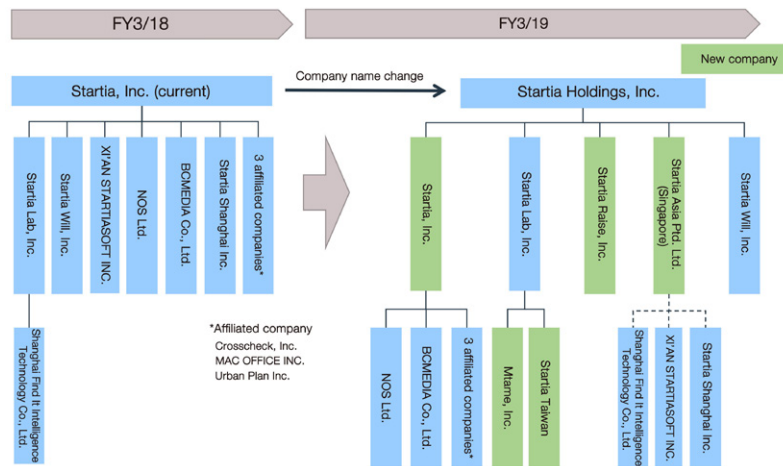 FY3/18
FY3/19
New company
Startia, Inc. (current)
Company name change
Startia Holdings, Inc.
Startia Lab, Inc.
Startia Will, Inc.
XI'AN STARTIASOFT INC.
NOS Ltd.
BCMEDIA Co., Ltd.
Startia Shanghai Inc.
3 affiliated companies*
Startia, Inc.
Startia Lab, Inc.
Startia Raise, Inc.
Startia Asia Ptd. Ltd.
(Singapore)
Startia Will, Inc.
Shanghai Find It Intelligence
Technology Co., Ltd.
*Affiliated company
Crosscheck, Inc.
MAC OFFICE INC.
Urban Plan Inc.
NOS Ltd.
BCMEDIA Co., Ltd.
3 affiliated companies*
Mtame, Inc.
Startia Taiwan
Shanghai Find It Intelligence
Technology Co., Ltd.
XI'AN STARTIASOFT INC.
Startia Shanghai Inc.